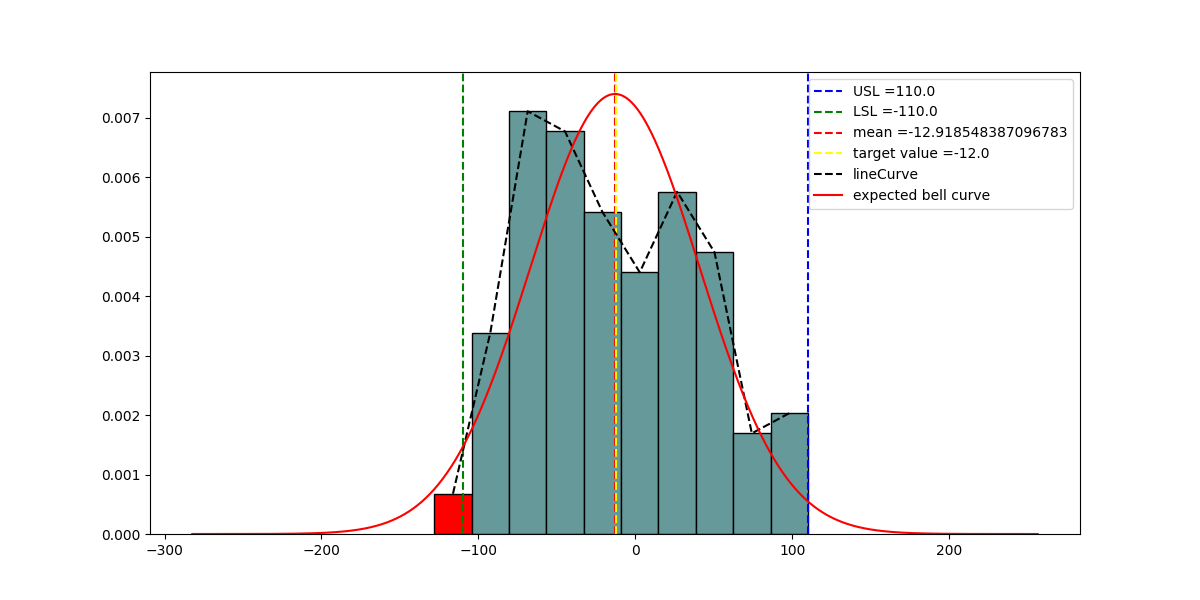 USL =110.0
LSL =-110.0
mean =-12.918548387096783
target value =-12.0
lineCurve
expected bell curve
0.007
0.006
0.005
0.004
0.003
0.002
0.001
0.000
−300 −200 −100 0 100 200